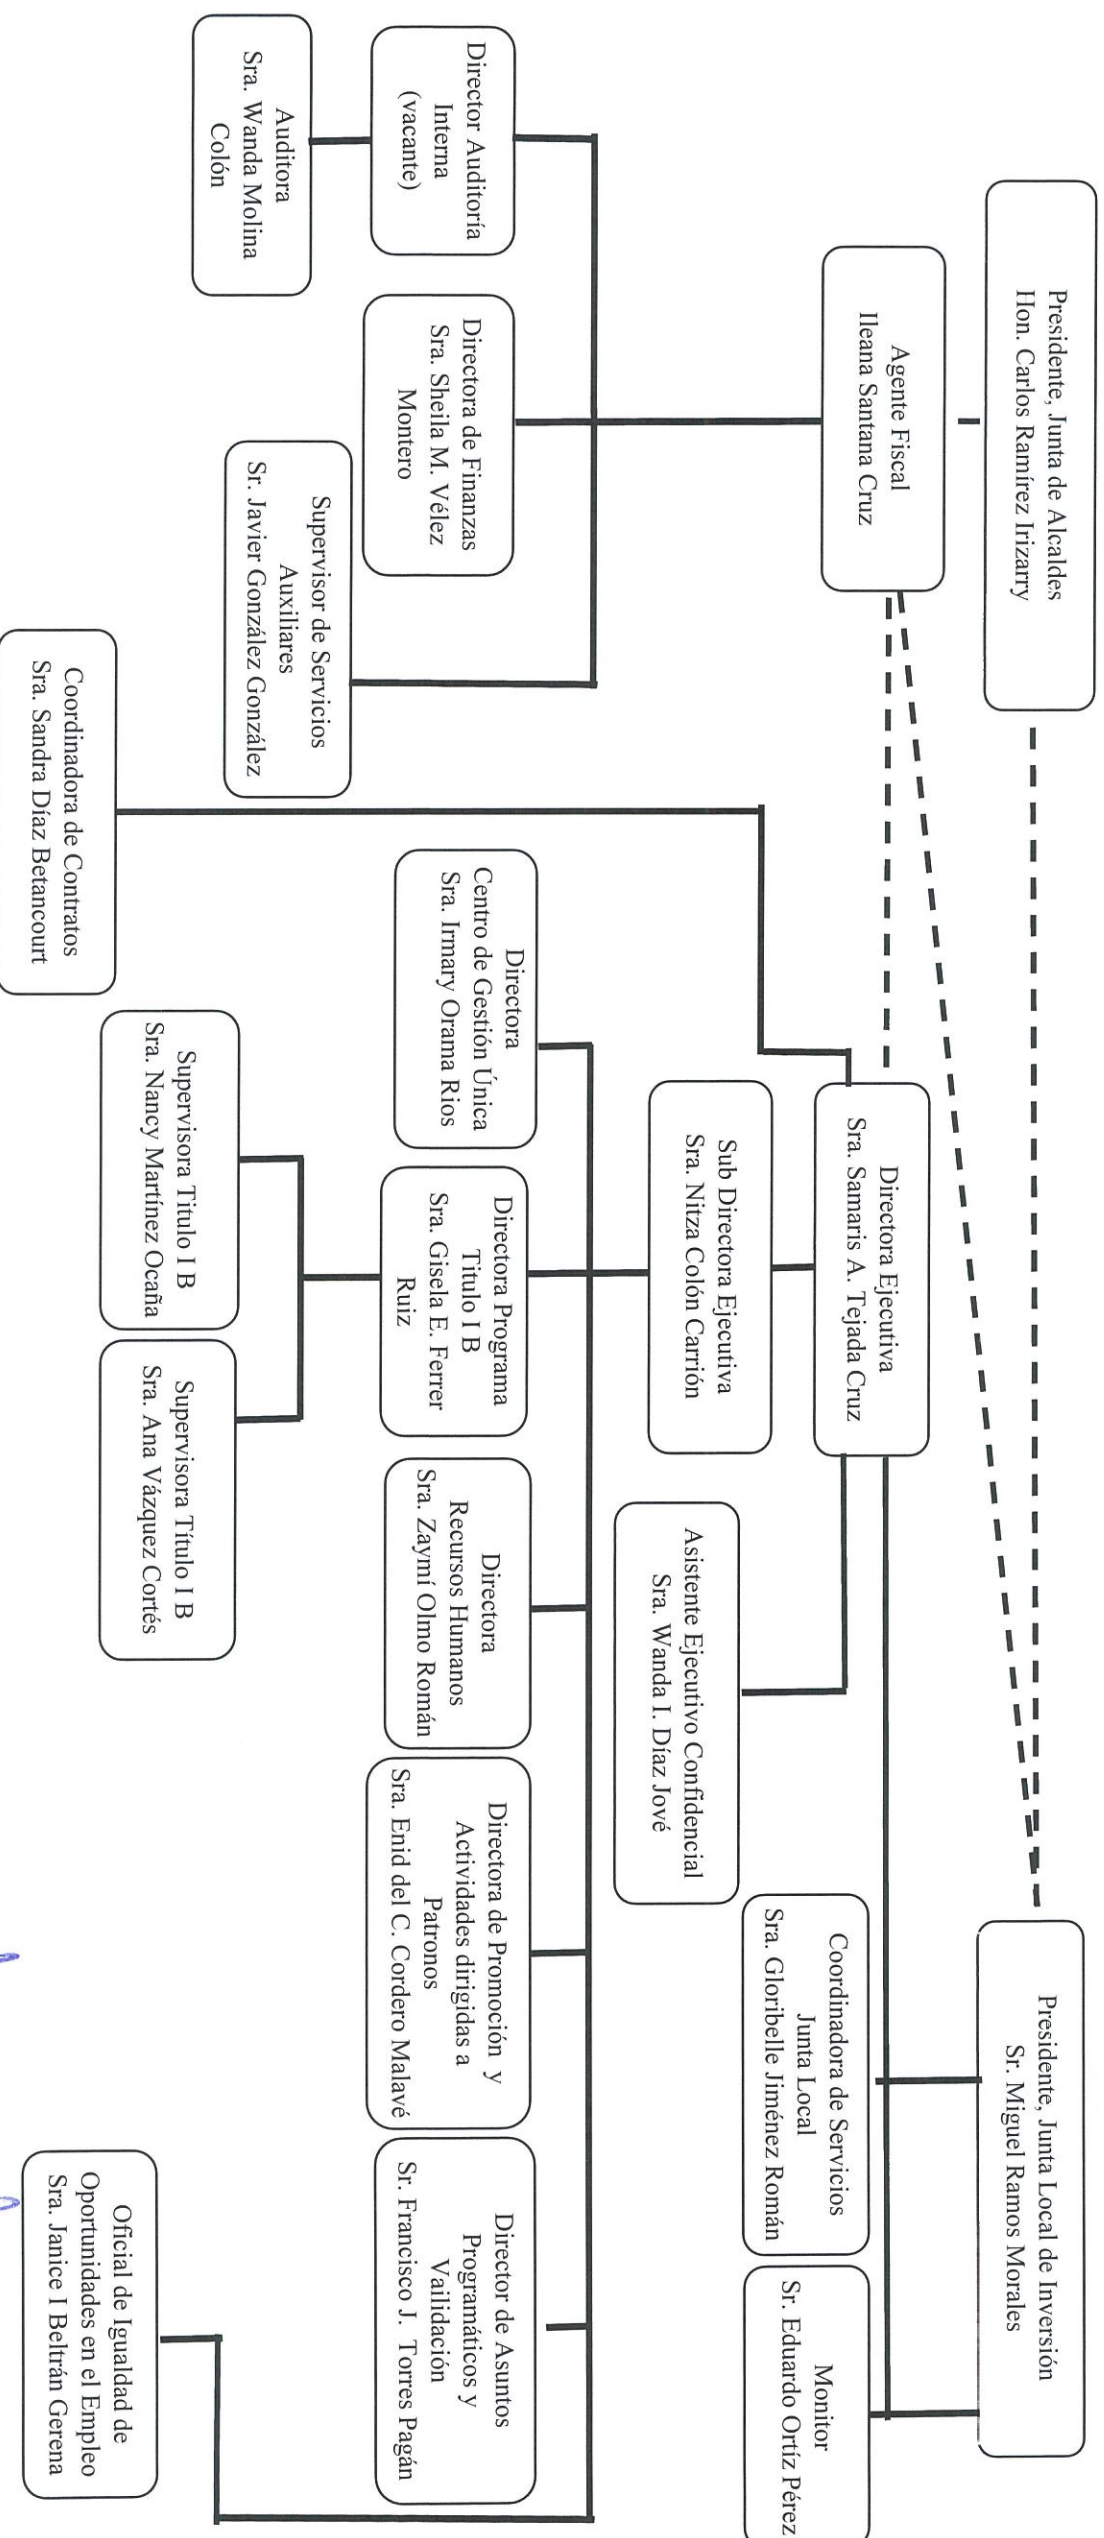 Presidente, Junta de Alcaldes
Hon. Carlos Ramírez Irizarry
Presidente, Junta Local de Inversión
Sr. Miguel Ramos Morales
Agente Fiscal
Ileana Santana Cruz
Directora Ejecutiva
Sra. Samaris A. Tejada Cruz
Coordinadora de Servicios
Junta Local
Sra. Gloribelle Jiménez Román
Monitor
Sr. Eduardo Ortíz Pérez
Sub Directora Ejecutiva
Sra. Nitza Colón Carrión
Asistente Ejecutivo Confidencial
Sra. Wanda I. Díaz Jové
Director Auditoría
Interna
(vacante)
Directora de Finanzas
Sra. Sheila M. Vélez
Montero
Directora
Centro de Gestión Única
Sra. Irmary Orama Rios
Directora Programa
Titulo I B
Sra. Gisela E. Ferrer
Ruiz
Directora
Recursos Humanos
Sra. Zaymí Olmo Román
Directora de Promoción y
Actividades dirigidas a
Patronos
Sra. Enid del C. Cordero Malavé
Director de Asuntos
Programáticos y
Vailidación
Sr. Francisco J. Torres Pagán
Auditora
Sra. Wanda Molina
Colón
Supervisor de Servicios
Auxiliares
Sr. Javier González González
Supervisora Titulo I B
Sra. Nancy Martínez Ocaña
Supervisora Título I B
Sra. Ana Vázquez Cortés
Coordinadora de Contratos
Sra. Sandra Díaz Betancourt
Oficial de Igualdad de
Oportunidades en el Empleo
Sra. Janice I Beltrán Gerena